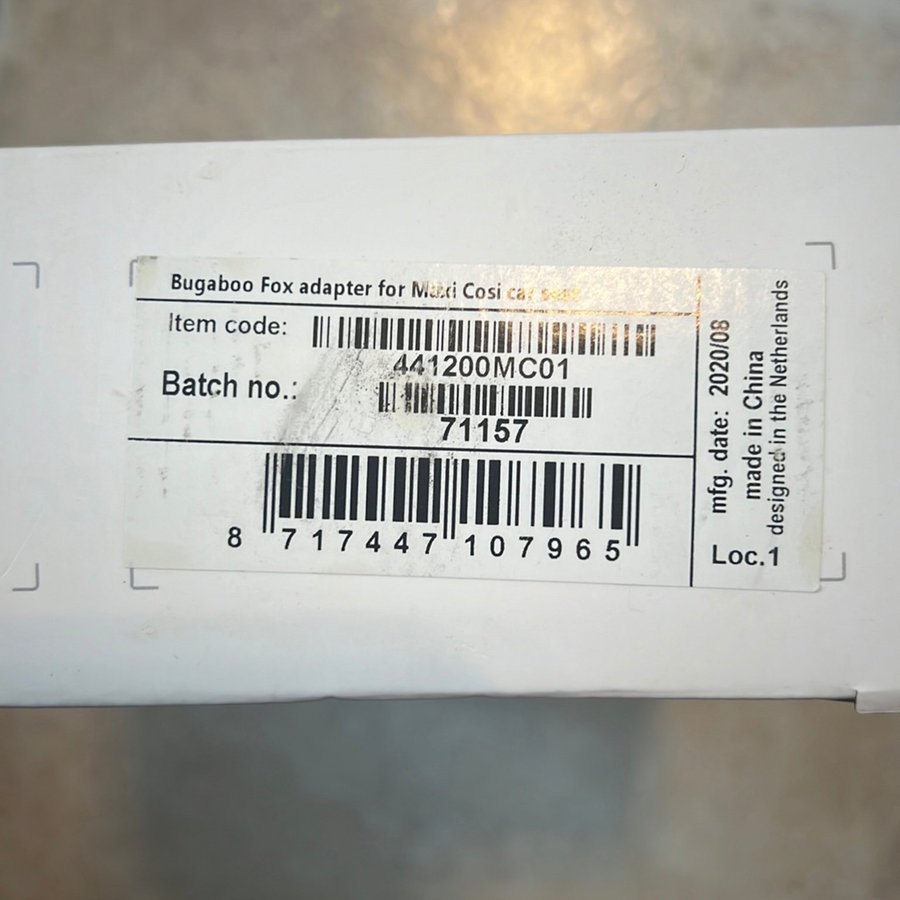 Bugaboo Fox adapter for Maxi Cosi car seat
Item code:
441200MC01
Batch no.:
71157
8 717447 107965
mfg. date: 2020/08
made in China
designed in the Netherlands
Loc.1